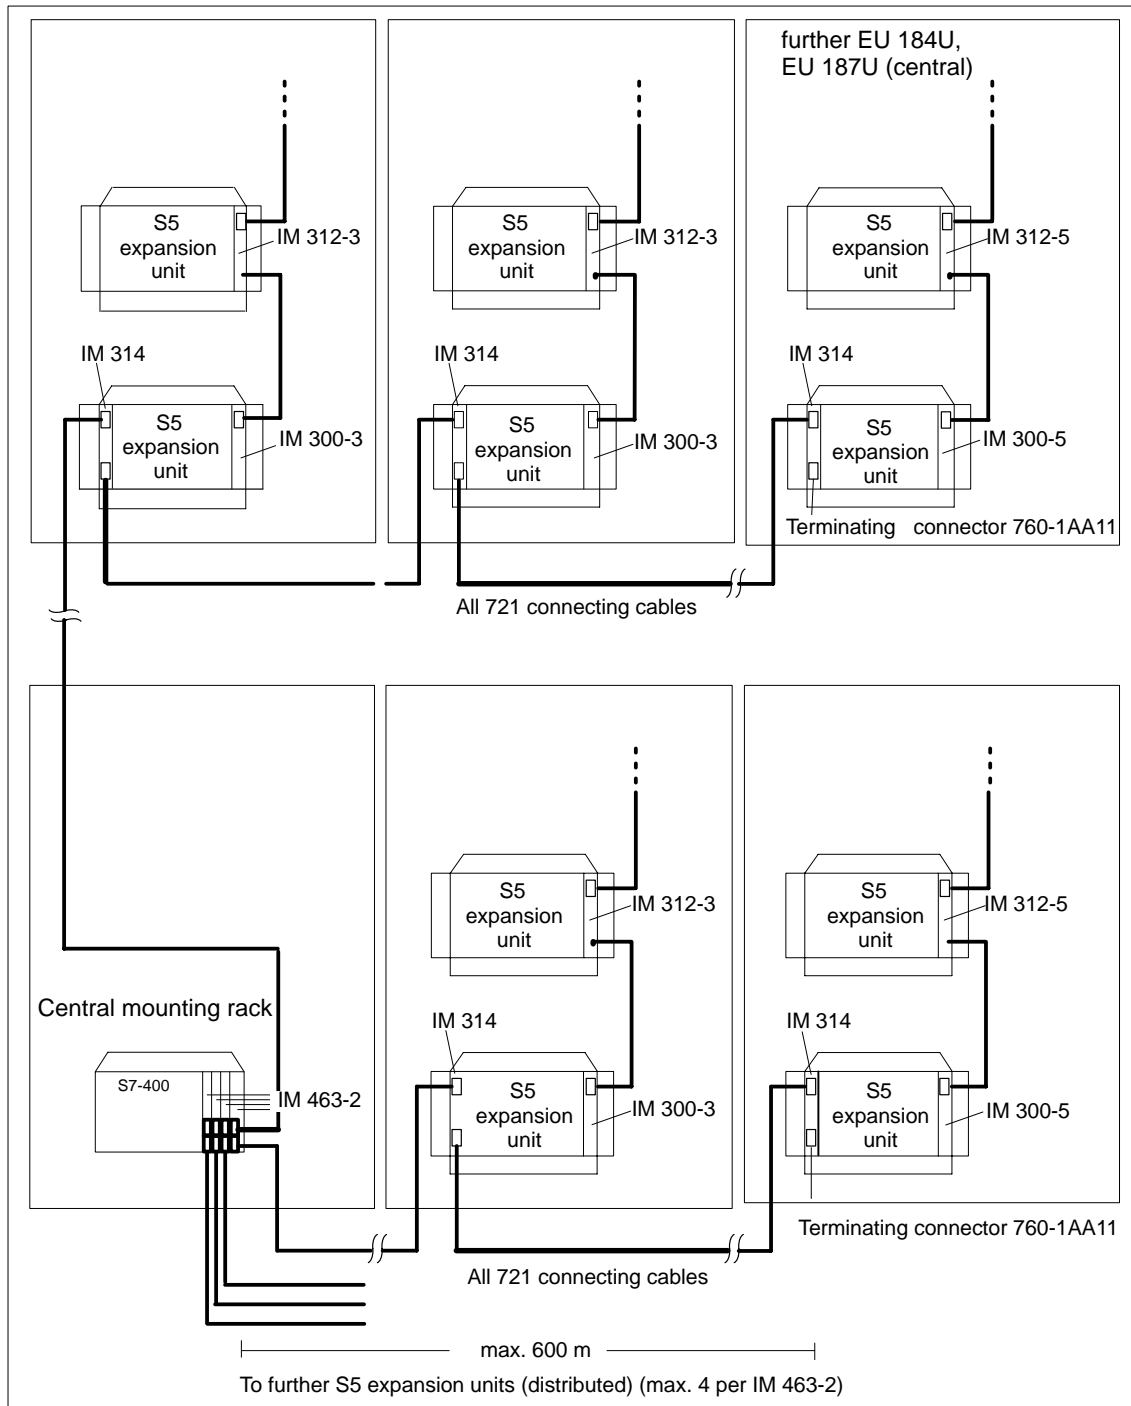 further EU 184U,
EU 187U (central)
S5
expansion
unit
IM 312-3
S5
expansion
unit
IM 312-3
S5
expansion
unit
IM 312-5
IM 314
S5
expansion
unit
IM 300-3
IM 314
S5
expansion
unit
IM 300-3
IM 314
S5
expansion
unit
IM 300-5
Terminating connector 760-1AA11
All 721 connecting cables
S5
expansion
unit
IM 312-3
S5
expansion
unit
IM 312-5
Central mounting rack
S7-400
IM 463-2
IM 314
S5
expansion
unit
IM 300-3
IM 314
S5
expansion
unit
IM 300-5
Terminating connector 760-1AA11
All 721 connecting cables
max. 600 m
To further S5 expansion units (distributed) (max. 4 per IM 463-2)